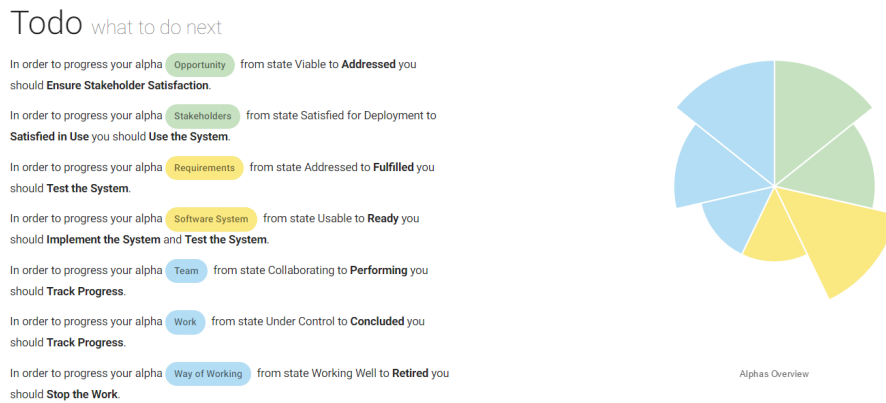 Todo what to do next
In order to progress your alpha Opportunity from state Viable to Addressed you
should Ensure Stakeholder Satisfaction.
In order to progress your alpha Stakeholders from state Satisfied for Deployment to
Satisfied in Use you should Use the System.
In order to progress your alpha Requirements from state Addressed to Fulfilled you
should Test the System.
In order to progress your alpha Software System from state Usable to Ready you
should Implement the System and Test the System.
In order to progress your alpha Team from state Collaborating to Performing you
should Track Progress.
In order to progress your alpha Work from state Under Control to Concluded you
should Track Progress.
In order to progress your alpha Way of Working from state Working Well to Retired you
should Stop the Work.
Alphas Overview